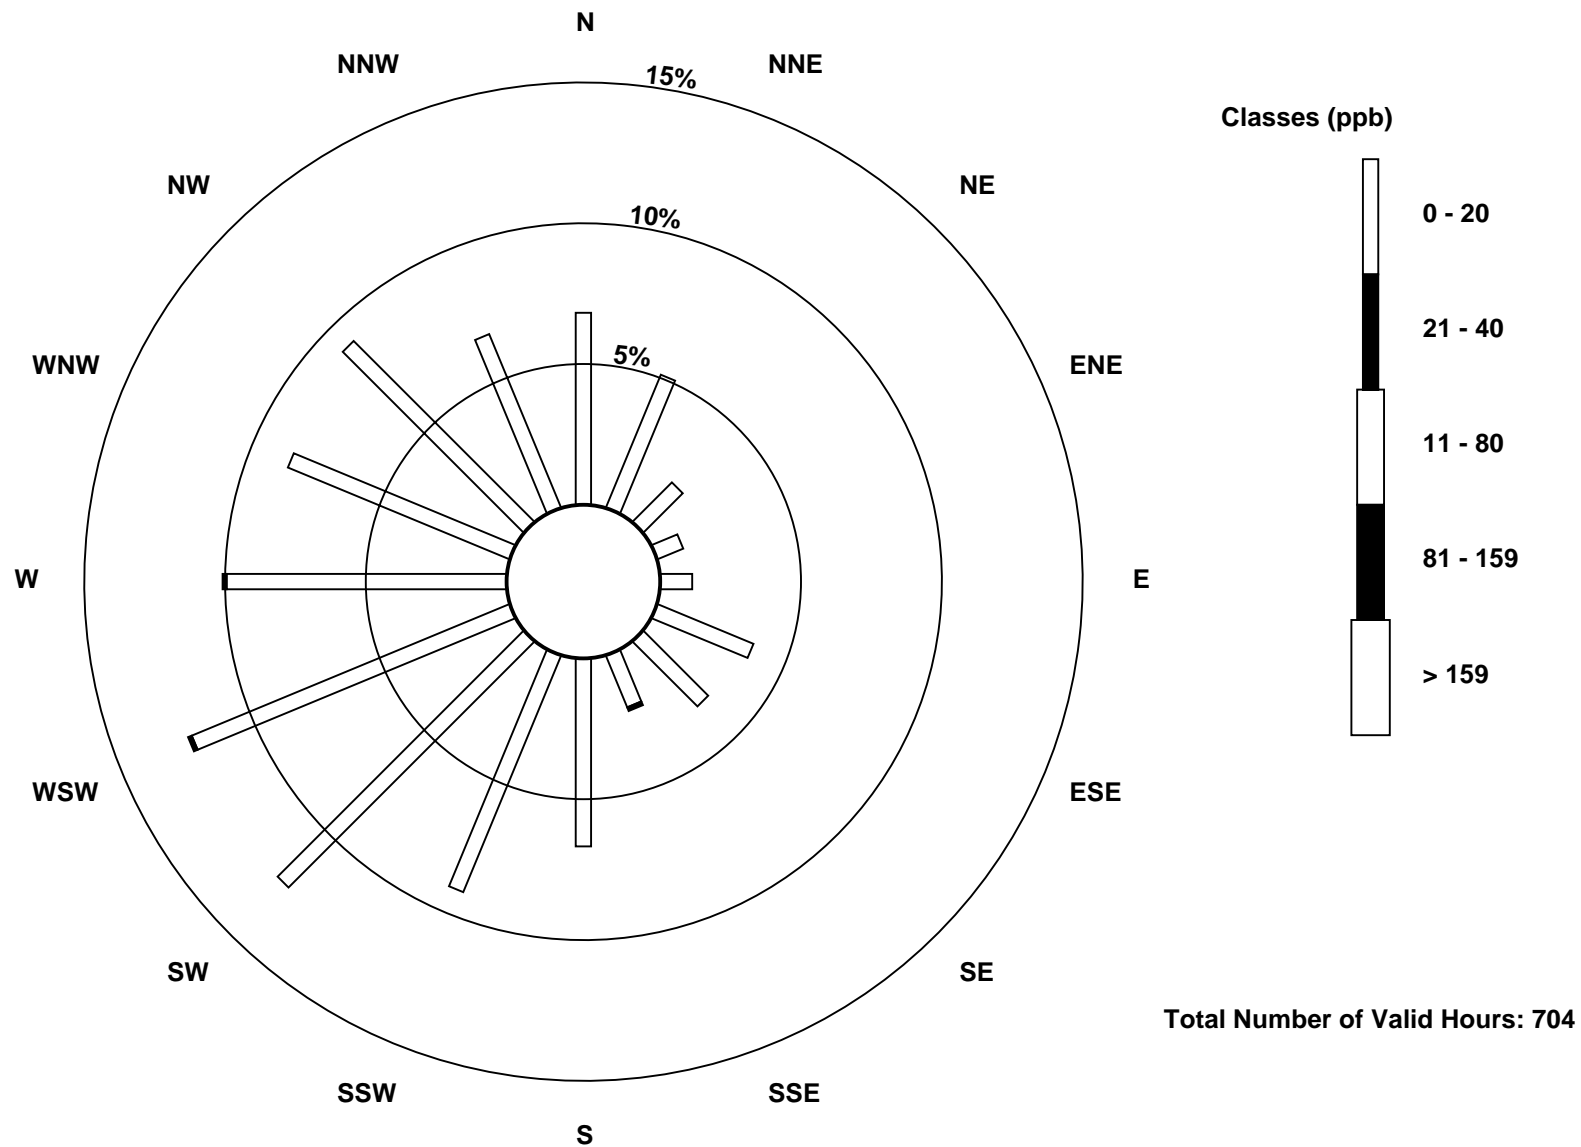 N
NNW
NNE
15%
Classes (ppb)
NW
NE
0 - 20
10%
21 - 40
5%
WNW
ENE
11 - 80
81 - 159
W
E
> 159
WSW
ESE
SW
SE
Total Number of Valid Hours: 704
SSW
SSE
S